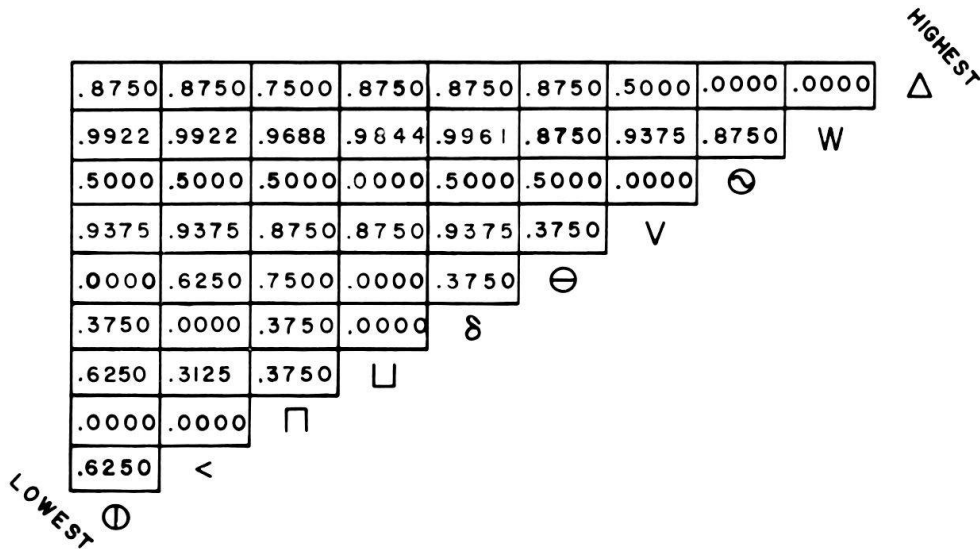 HIGHEST
.8750 .8750 .7500 .8750 .8750 .8750 .5000 .0000 .0000 Δ
.9922 .9922 .9688 .9844 .9961 .8750 .9375 .8750 W
.5000 .5000 .5000 .0000 .5000 .5000 .0000
.9375 .9375 .8750 .8750 .9375 .3750 V
.0000 .6250 .7500 .0000 .3750 ⊖
.3750 .0000 .3750 .0000 δ
.6250 .3125 .3750 ⊔
.0000 .0000 ⊓
.6250 <
LOWEST ⦶